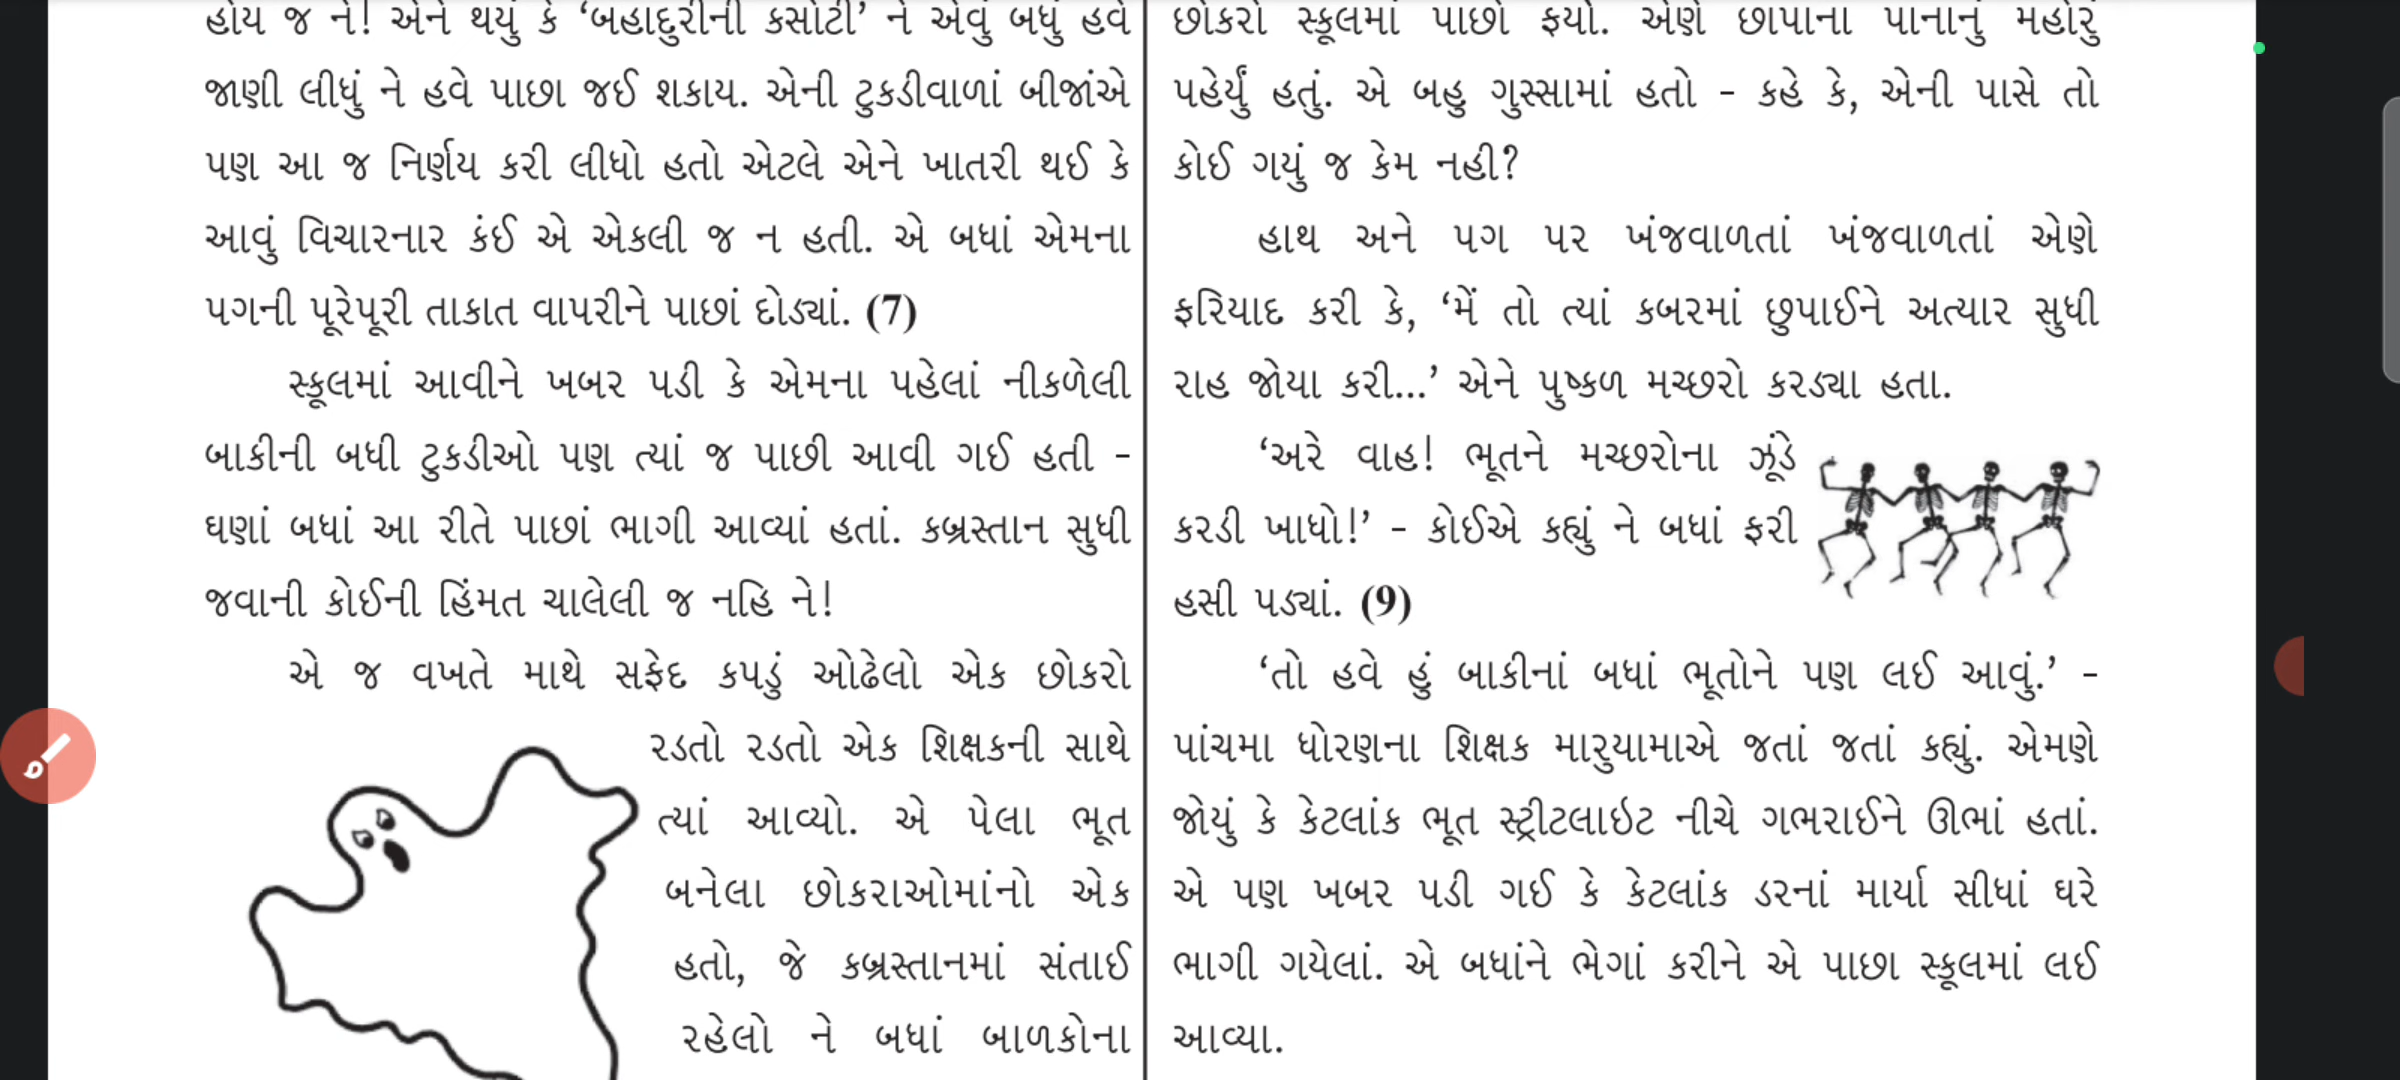 હોય જ ને! એને થયું કે ‘બહાદુરીની કસોટી’ ને એવું બધું હવે
જાણી લીધું ને હવે પાછા જઈ શકાય. એની ટુકડીવાળાં બીજાંએ
પણ આ જ નિર્ણય કરી લીધો હતો એટલે એને ખાતરી થઈ કે
આવું વિચારનાર કંઈ એ એકલી જ ન હતી. એ બધાં એમના
પગની પૂરેપૂરી તાકાત વાપરીને પાછાં દોડ્યાં. (7)
સ્કૂલમાં આવીને ખબર પડી કે એમના પહેલાં નીકળેલી
બાકીની બધી ટુકડીઓ પણ ત્યાં જ પાછી આવી ગઈ હતી -
ઘણાં બધાં આ રીતે પાછાં ભાગી આવ્યાં હતાં. કબ્રસ્તાન સુધી
જવાની કોઈની હિંમત ચાલેલી જ નહિ ને!
એ જ વખતે માથે સફેદ કપડું ઓઢેલો એક છોકરો
રડતો રડતો એક શિક્ષકની સાથે
ત્યાં આવ્યો. એ પેલા ભૂત
બનેલા છોકરાઓમાંનો એક
હતો, જે કબ્રસ્તાનમાં સંતાઈ
રહેલો ને બધાં બાળકોના
છોકરો સ્કૂલમાં પાછો ફર્યો. એણે છાપાના પાનાનું મહોરું
પહેર્યું હતું. એ બહુ ગુસ્સામાં હતો - કહે કે, એની પાસે તો
કોઈ ગયું જ કેમ નહી?
હાથ અને પગ પર ખંજવાળતાં ખંજવાળતાં એણે
ફરિયાદ કરી કે, ‘મેં તો ત્યાં કબરમાં છુપાઈને અત્યાર સુધી
રાહ જોયા કરી...’ એને પુષ્કળ મચ્છરો કરડ્યા હતા.
‘અરે વાહ! ભૂતને મચ્છરોના ઝૂંડે
કરડી ખાધો!’ - કોઈએ કહ્યું ને બધાં ફરી
હસી પડ્યાં. (9)
‘તો હવે હું બાકીનાં બધાં ભૂતોને પણ લઈ આવું.’ -
પાંચમા ધોરણના શિક્ષક મારુયામાએ જતાં જતાં કહ્યું. એમણે
જોયું કે કેટલાંક ભૂત સ્ટ્રીટલાઇટ નીચે ગભરાઈને ઊભાં હતાં.
એ પણ ખબર પડી ગઈ કે કેટલાંક ડરનાં માર્યા સીધાં ઘરે
ભાગી ગયેલાં. એ બધાંને ભેગાં કરીને એ પાછા સ્કૂલમાં લઈ
આવ્યા.